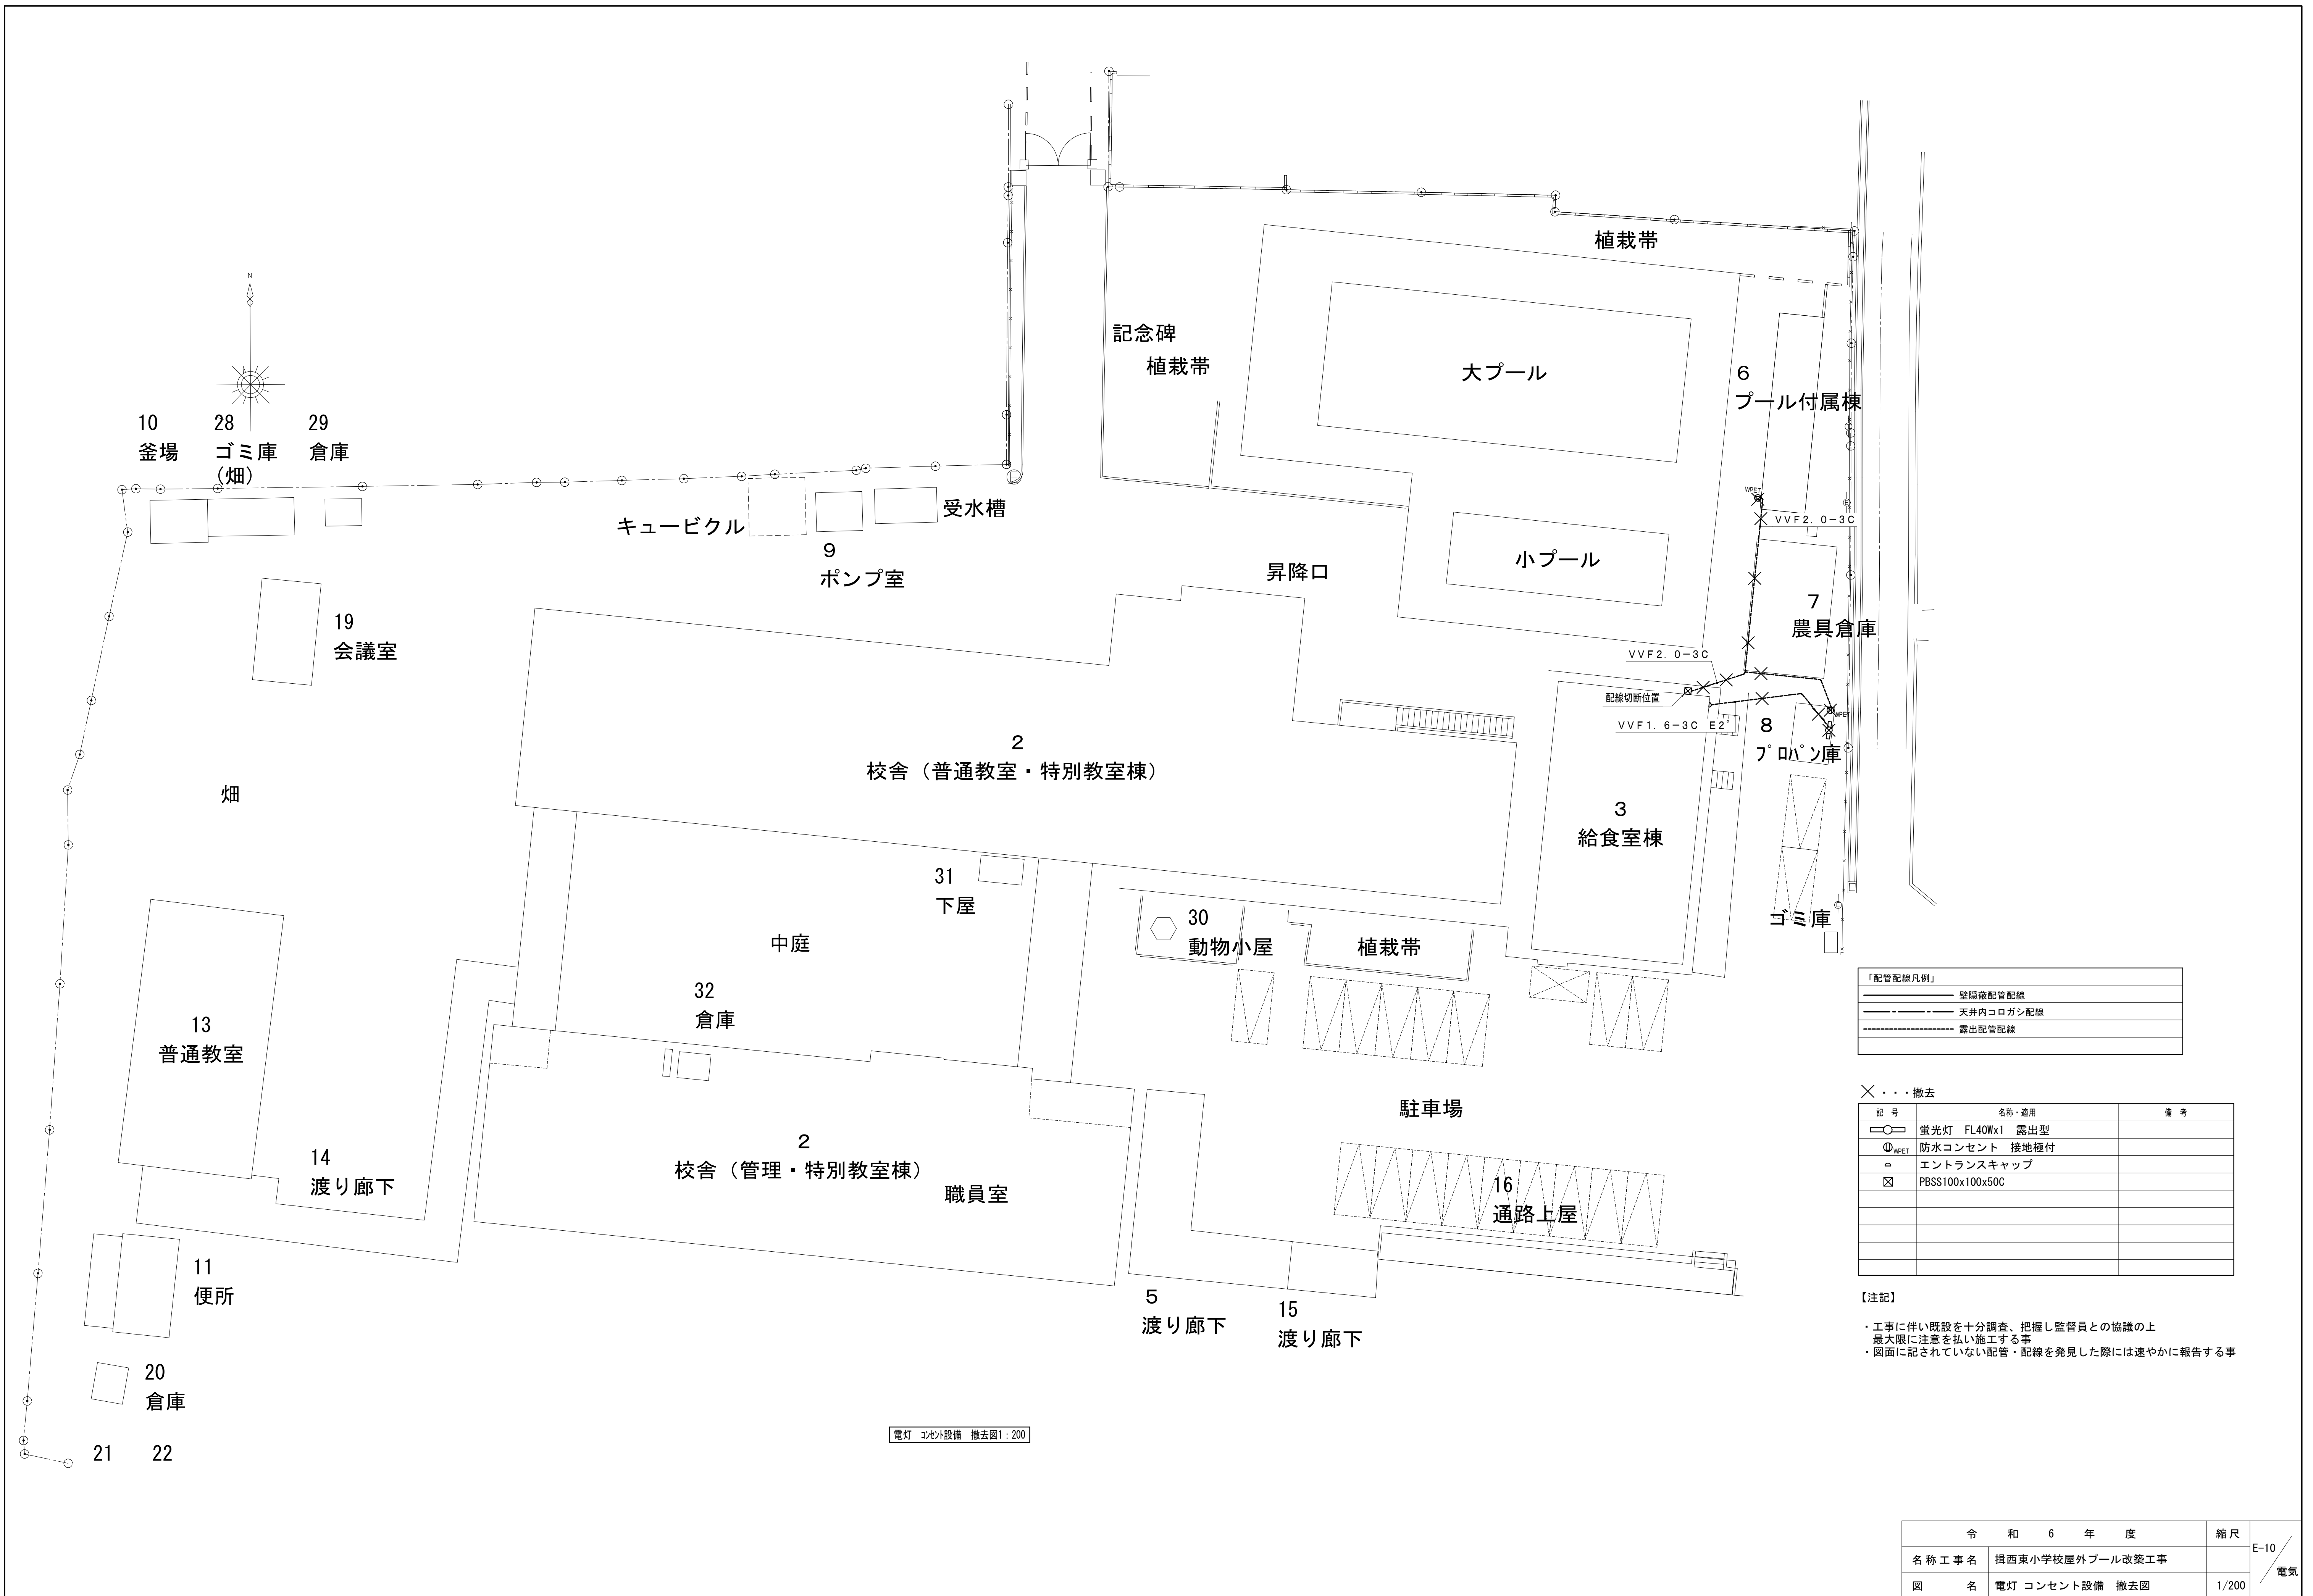 植栽帯
N
記念碑
植栽帯
大プール
6
プール付属棟
10
釜場
28
ゴミ庫
(畑)
29
倉庫
キュービクル
受水槽
9
ポンプ室
WPET
VVF2.0-3C
昇降口
小プール
7
農具倉庫
19
会議室
VVF2.0-3C
配線切断位置
WPET
VVF1.6-3C E2°
8
プロパン庫
2
校舎（普通教室・特別教室棟）
畑
3
給食室棟
31
下屋
30
動物小屋
植栽帯
ゴミ庫
中庭
32
倉庫
13
普通教室
「配管配線凡例」
壁隠蔽配管配線
天井内コロガシ配線
露出配管配線
駐車場
・・・撤去
記 号 名称・適用 備 考
蛍光灯 FL40Wx1 露出型
WPET 防水コンセント 接地極付
エントランスキャップ
PBSS100x100x50C
2
校舎（管理・特別教室棟）
職員室
14
渡り廊下
16
通路上屋
11
便所
5
渡り廊下
15
渡り廊下
【注記】
・工事に伴い既設を十分調査、把握し監督員との協議の上
最大限に注意を払い施工する事
・図面に記されていない配管・配線を発見した際には速やかに報告する事
20
倉庫
21 22
電灯 コンセント設備 撤去図1：200
令 和 6 年 度 縮尺
E-10
電気
名称工事名 揖西東小学校屋外プール改築工事
図 名 電灯 コンセント設備 撤去図 1/200